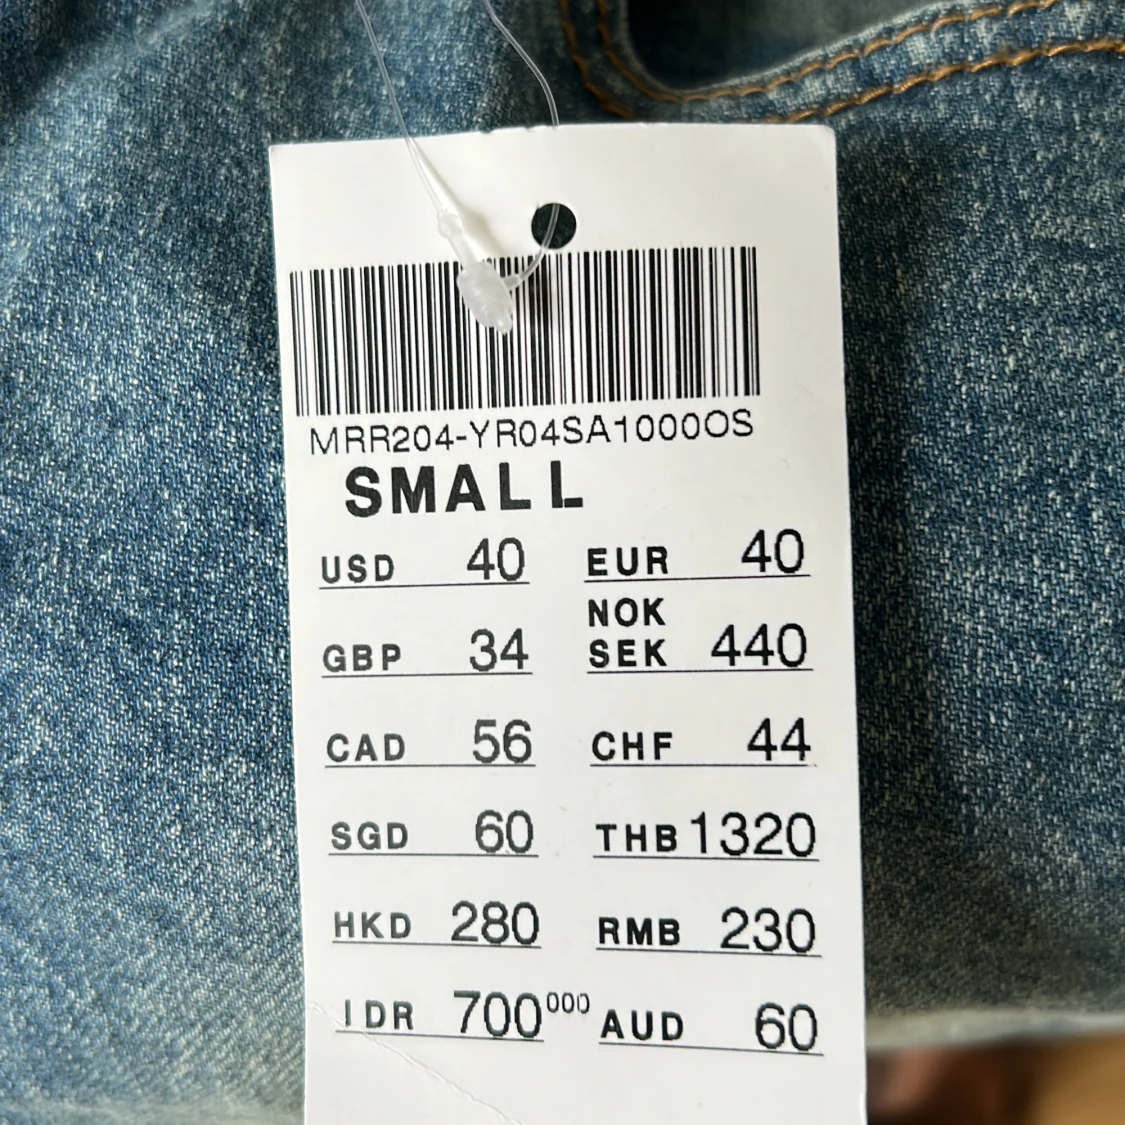 MRR204-YR04SA1000OS
SMALL
USD 40 EUR 40
NOK
GBP 34 SEK 440
CAD 56 CHF 44
SGD 60 THB 1320
HKD 280 RMB 230
IDR 700000 AUD 60